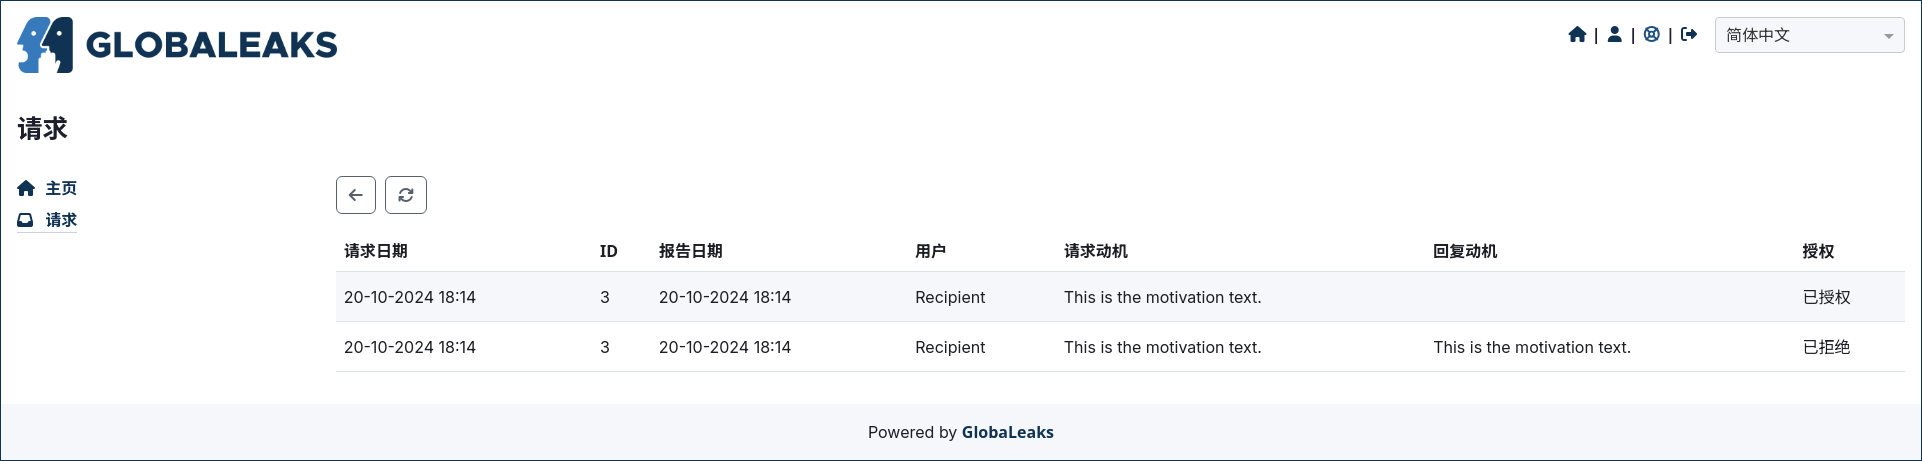 GLOBALEAKS
| | | 简体中文
请求
主页
请求
请求日期 ID 报告日期 用户 请求动机 回复动机 授权
20-10-2024 18:14 3 20-10-2024 18:14 Recipient This is the motivation text. 已授权
20-10-2024 18:14 3 20-10-2024 18:14 Recipient This is the motivation text. This is the motivation text. 已拒绝
Powered by GlobaLeaks